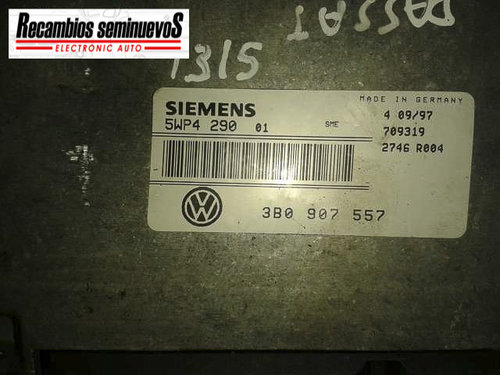 Recambios seminuevos
ELECTRONIC AUTO
PASSAT
1315
MADE IN GERMANY
SIEMENS
5WP4 290 01
SME
4 09/97
709319
2746 R004
VW
3B0 907 557